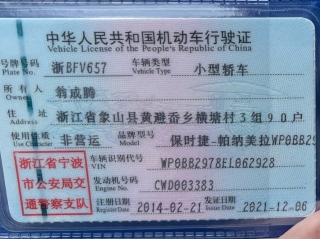 中华人民共和国机动车行驶证
Vehicle License of the People's Republic of China
号牌号码 浙BFV657 车辆类型 小型轿车
Plate No. Vehicle Type
所有人 翁成腾
Owner
住址 浙江省象山县黄避岙乡横塘村3组90户
Address
使用性质 非营运 品牌型号 保时捷-帕纳美拉WP0BB29
Use Character Model
浙江省宁波 车辆识别代号 WP0BB2978EL062928
VIN
市公安局交 发动机号码 CWD003383
Engine No.
通警察支队 注册日期 2014-02-21 发证日期 2021-12-06
Register Date Issue Date